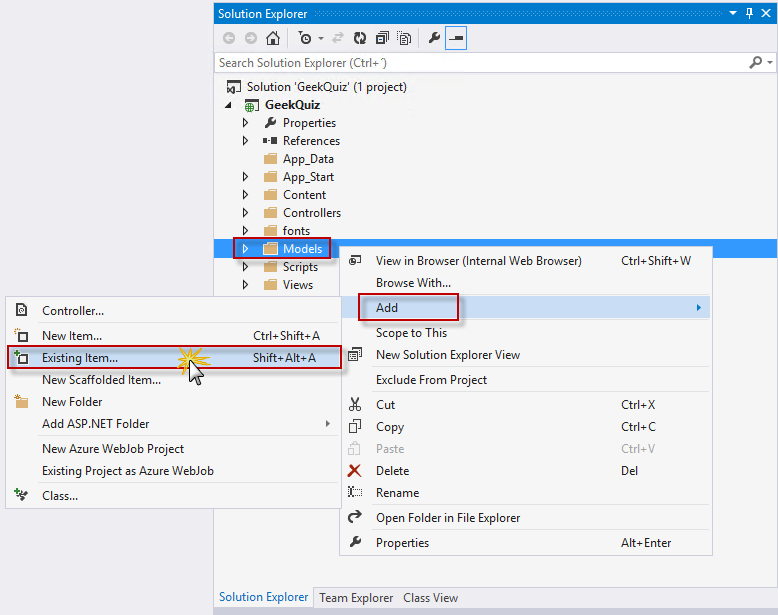 Solution Explorer
Search Solution Explorer (Ctrl+´)
Solution 'GeekQuiz' (1 project)
GeekQuiz
Properties
References
App_Data
App_Start
Content
Controllers
fonts
Models
Scripts
Views
View in Browser (Internal Web Browser) Ctrl+Shift+W
Browse With...
Add
Scope to This
New Solution Explorer View
Exclude From Project
Cut Ctrl+X
Copy Ctrl+C
Paste Ctrl+V
Delete Del
Rename
Open Folder in File Explorer
Properties Alt+Enter
Controller...
New Item... Ctrl+Shift+A
Existing Item... Shift+Alt+A
New Scaffolded Item...
New Folder
Add ASP.NET Folder
New Azure WebJob Project
Existing Project as Azure WebJob
Class...
Solution Explorer Team Explorer Class View